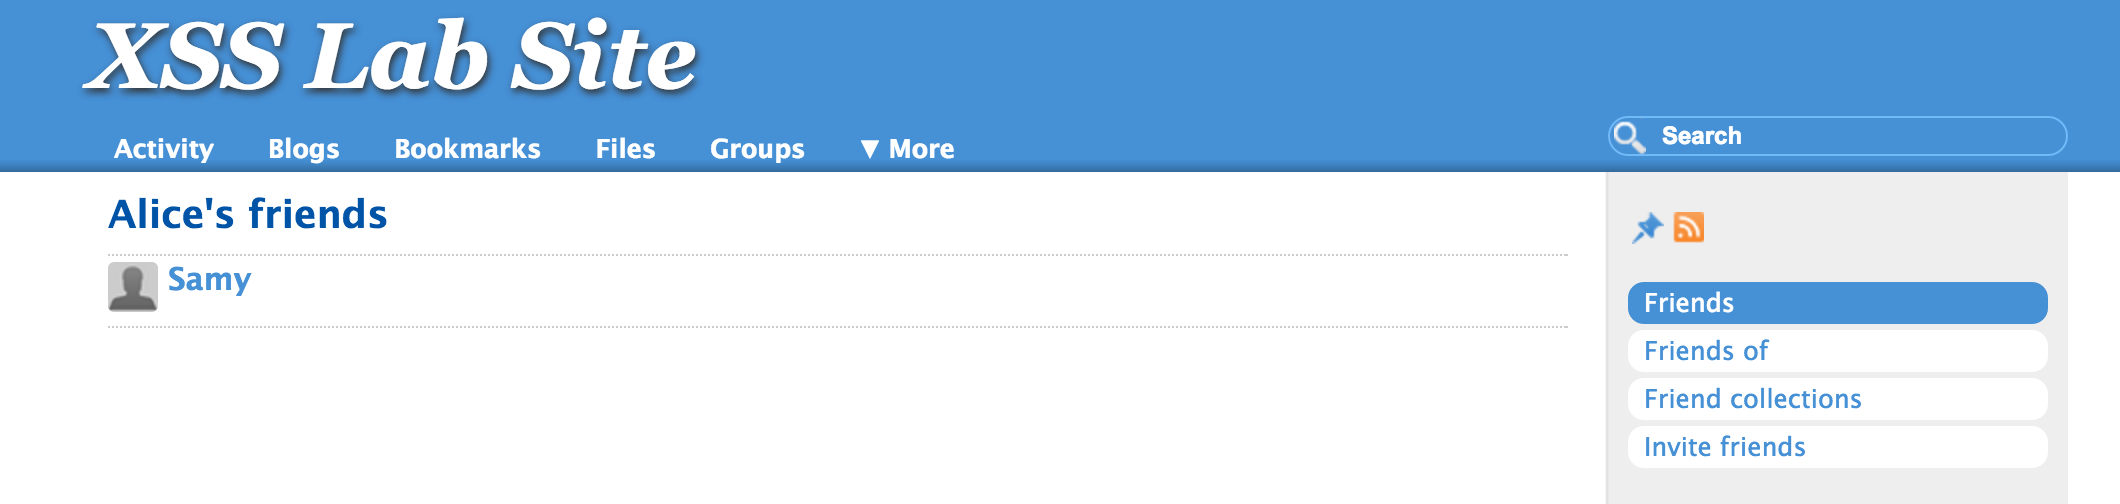 XSS Lab Site
Activity Blogs Bookmarks Files Groups ▼ More
Search
Alice's friends
Samy
Friends
Friends of
Friend collections
Invite friends